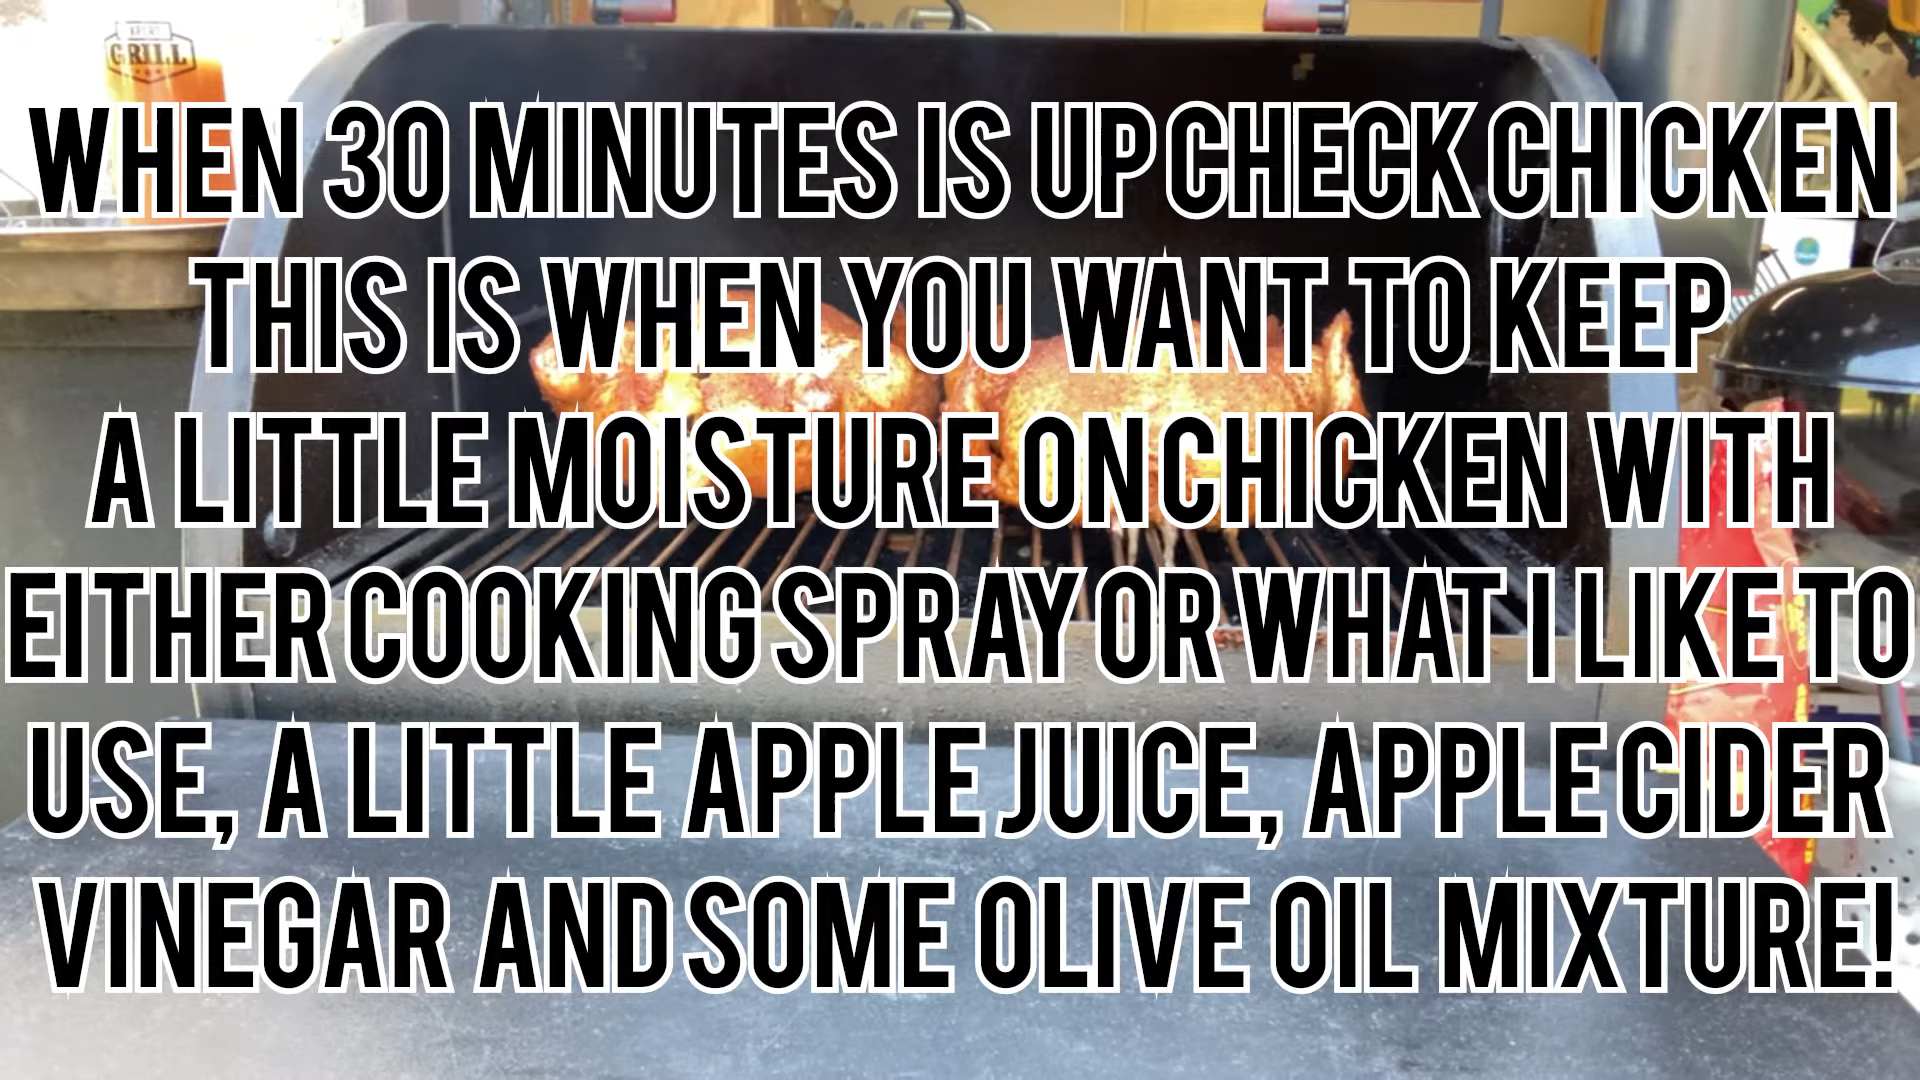 XPERT
GRILL
WHEN 30 MINUTES IS UP CHECK CHICKEN
THIS IS WHEN YOU WANT TO KEEP
A LITTLE MOISTURE ON CHICKEN WITH
EITHER COOKING SPRAY OR WHAT I LIKE TO
USE, A LITTLE APPLE JUICE, APPLE CIDER
VINEGAR AND SOME OLIVE OIL MIXTURE!